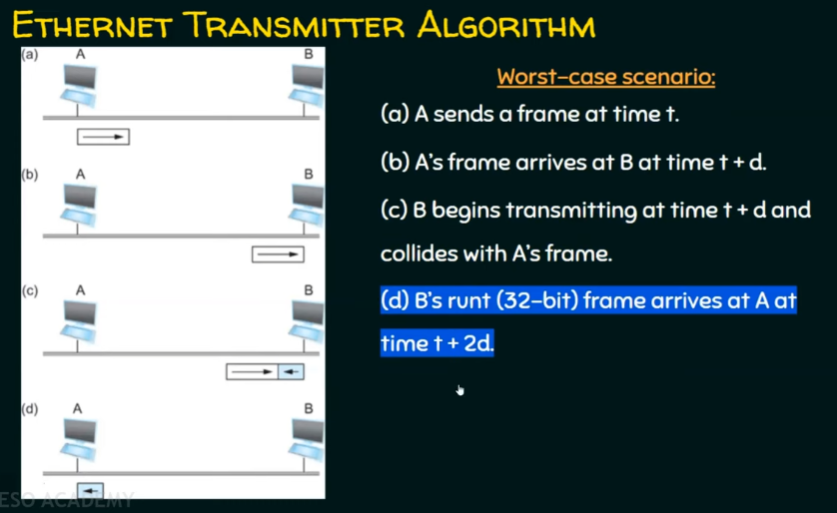 Ethernet Transmitter Algorithm
(a) A B
(b) A B
(c) A B
(d) A B
Worst-case scenario:
(a) A sends a frame at time t.
(b) A's frame arrives at B at time t + d.
(c) B begins transmitting at time t + d and
collides with A's frame.
(d) B's runt (32-bit) frame arrives at A at
time t + 2d.
ESO ACADEMY